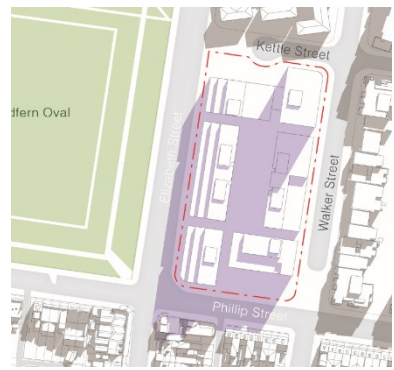 Kettle Street
dfern Oval
Elizabeth Street
Walker Street
Phillip Street